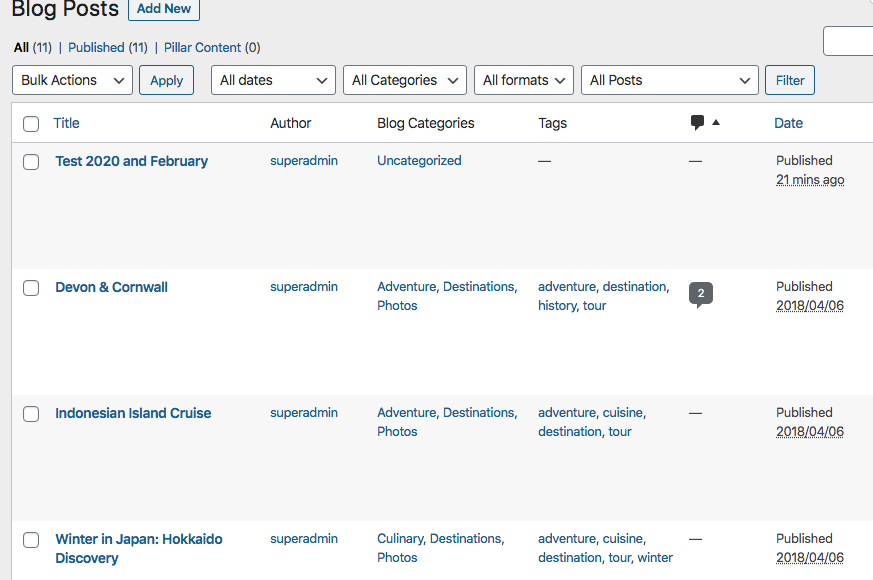 Blog Posts Add New
All (11) | Published (11) | Pillar Content (0)
Bulk Actions Apply All dates All Categories All formats All Posts Filter
Title Author Blog Categories Tags Date
Test 2020 and February superadmin Uncategorized — — Published
21 mins ago
Devon & Cornwall superadmin Adventure, Destinations, adventure, destination, 2 Published
Photos history, tour 2018/04/06
Indonesian Island Cruise superadmin Adventure, Destinations, adventure, cuisine, — Published
Photos destination, tour 2018/04/06
Winter in Japan: Hokkaido superadmin Culinary, Destinations, adventure, cuisine, — Published
Discovery Photos destination, tour, winter 2018/04/06